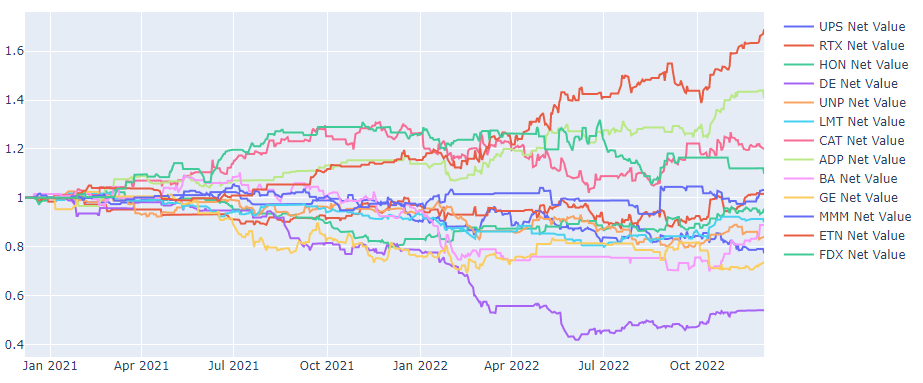 1.6
1.4
1.2
1
0.8
0.6
0.4
Jan 2021 Apr 2021 Jul 2021 Oct 2021 Jan 2022 Apr 2022 Jul 2022 Oct 2022
UPS Net Value
RTX Net Value
HON Net Value
DE Net Value
UNP Net Value
LMT Net Value
CAT Net Value
ADP Net Value
BA Net Value
GE Net Value
MMM Net Value
ETN Net Value
FDX Net Value